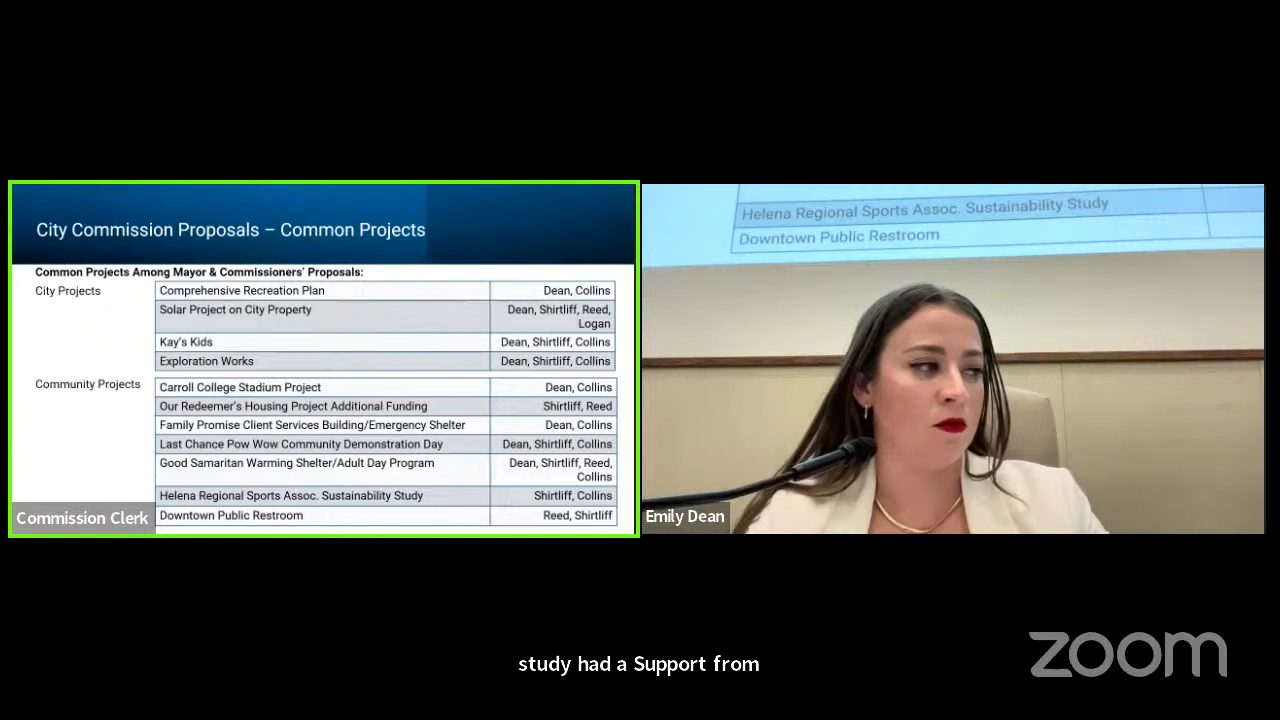 City Commission Proposals – Common Projects
Common Projects Among Mayor & Commissioners' Proposals:
City Projects
Comprehensive Recreation Plan
Dean, Collins
Solar Project on City Property
Dean, Shirtliff, Reed,
Logan
Kay's Kids
Dean, Shirtliff, Collins
Exploration Works
Dean, Shirtliff, Collins
Community Projects
Carroll College Stadium Project
Dean, Collins
Our Redeemer's Housing Project Additional Funding
Shirtliff, Reed
Family Promise Client Services Building/Emergency Shelter
Dean, Collins
Last Chance Pow Wow Community Demonstration Day
Dean, Shirtliff, Collins
Good Samaritan Warming Shelter/Adult Day Program
Dean, Shirtliff, Reed,
Collins
Helena Regional Sports Assoc. Sustainability Study
Shirtliff, Collins
Downtown Public Restroom
Reed, Shirtliff
Commission Clerk
Helena Regional Sports Assoc. Sustainability Study
Downtown Public Restroom
Emily Dean
study had a Support from
zoom